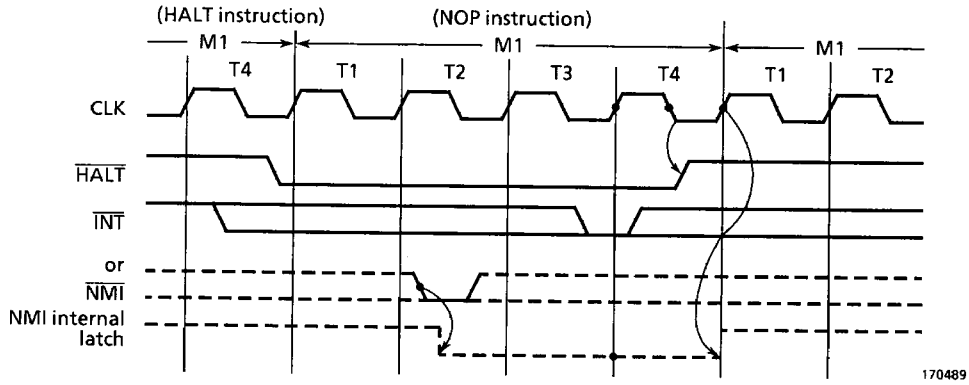 (HALT instruction) (NOP instruction)
M1 M1 M1
T4 T1 T2 T3 T4 T1 T2
CLK
HALT
INT
or
NMI
NMI internal
latch
170489